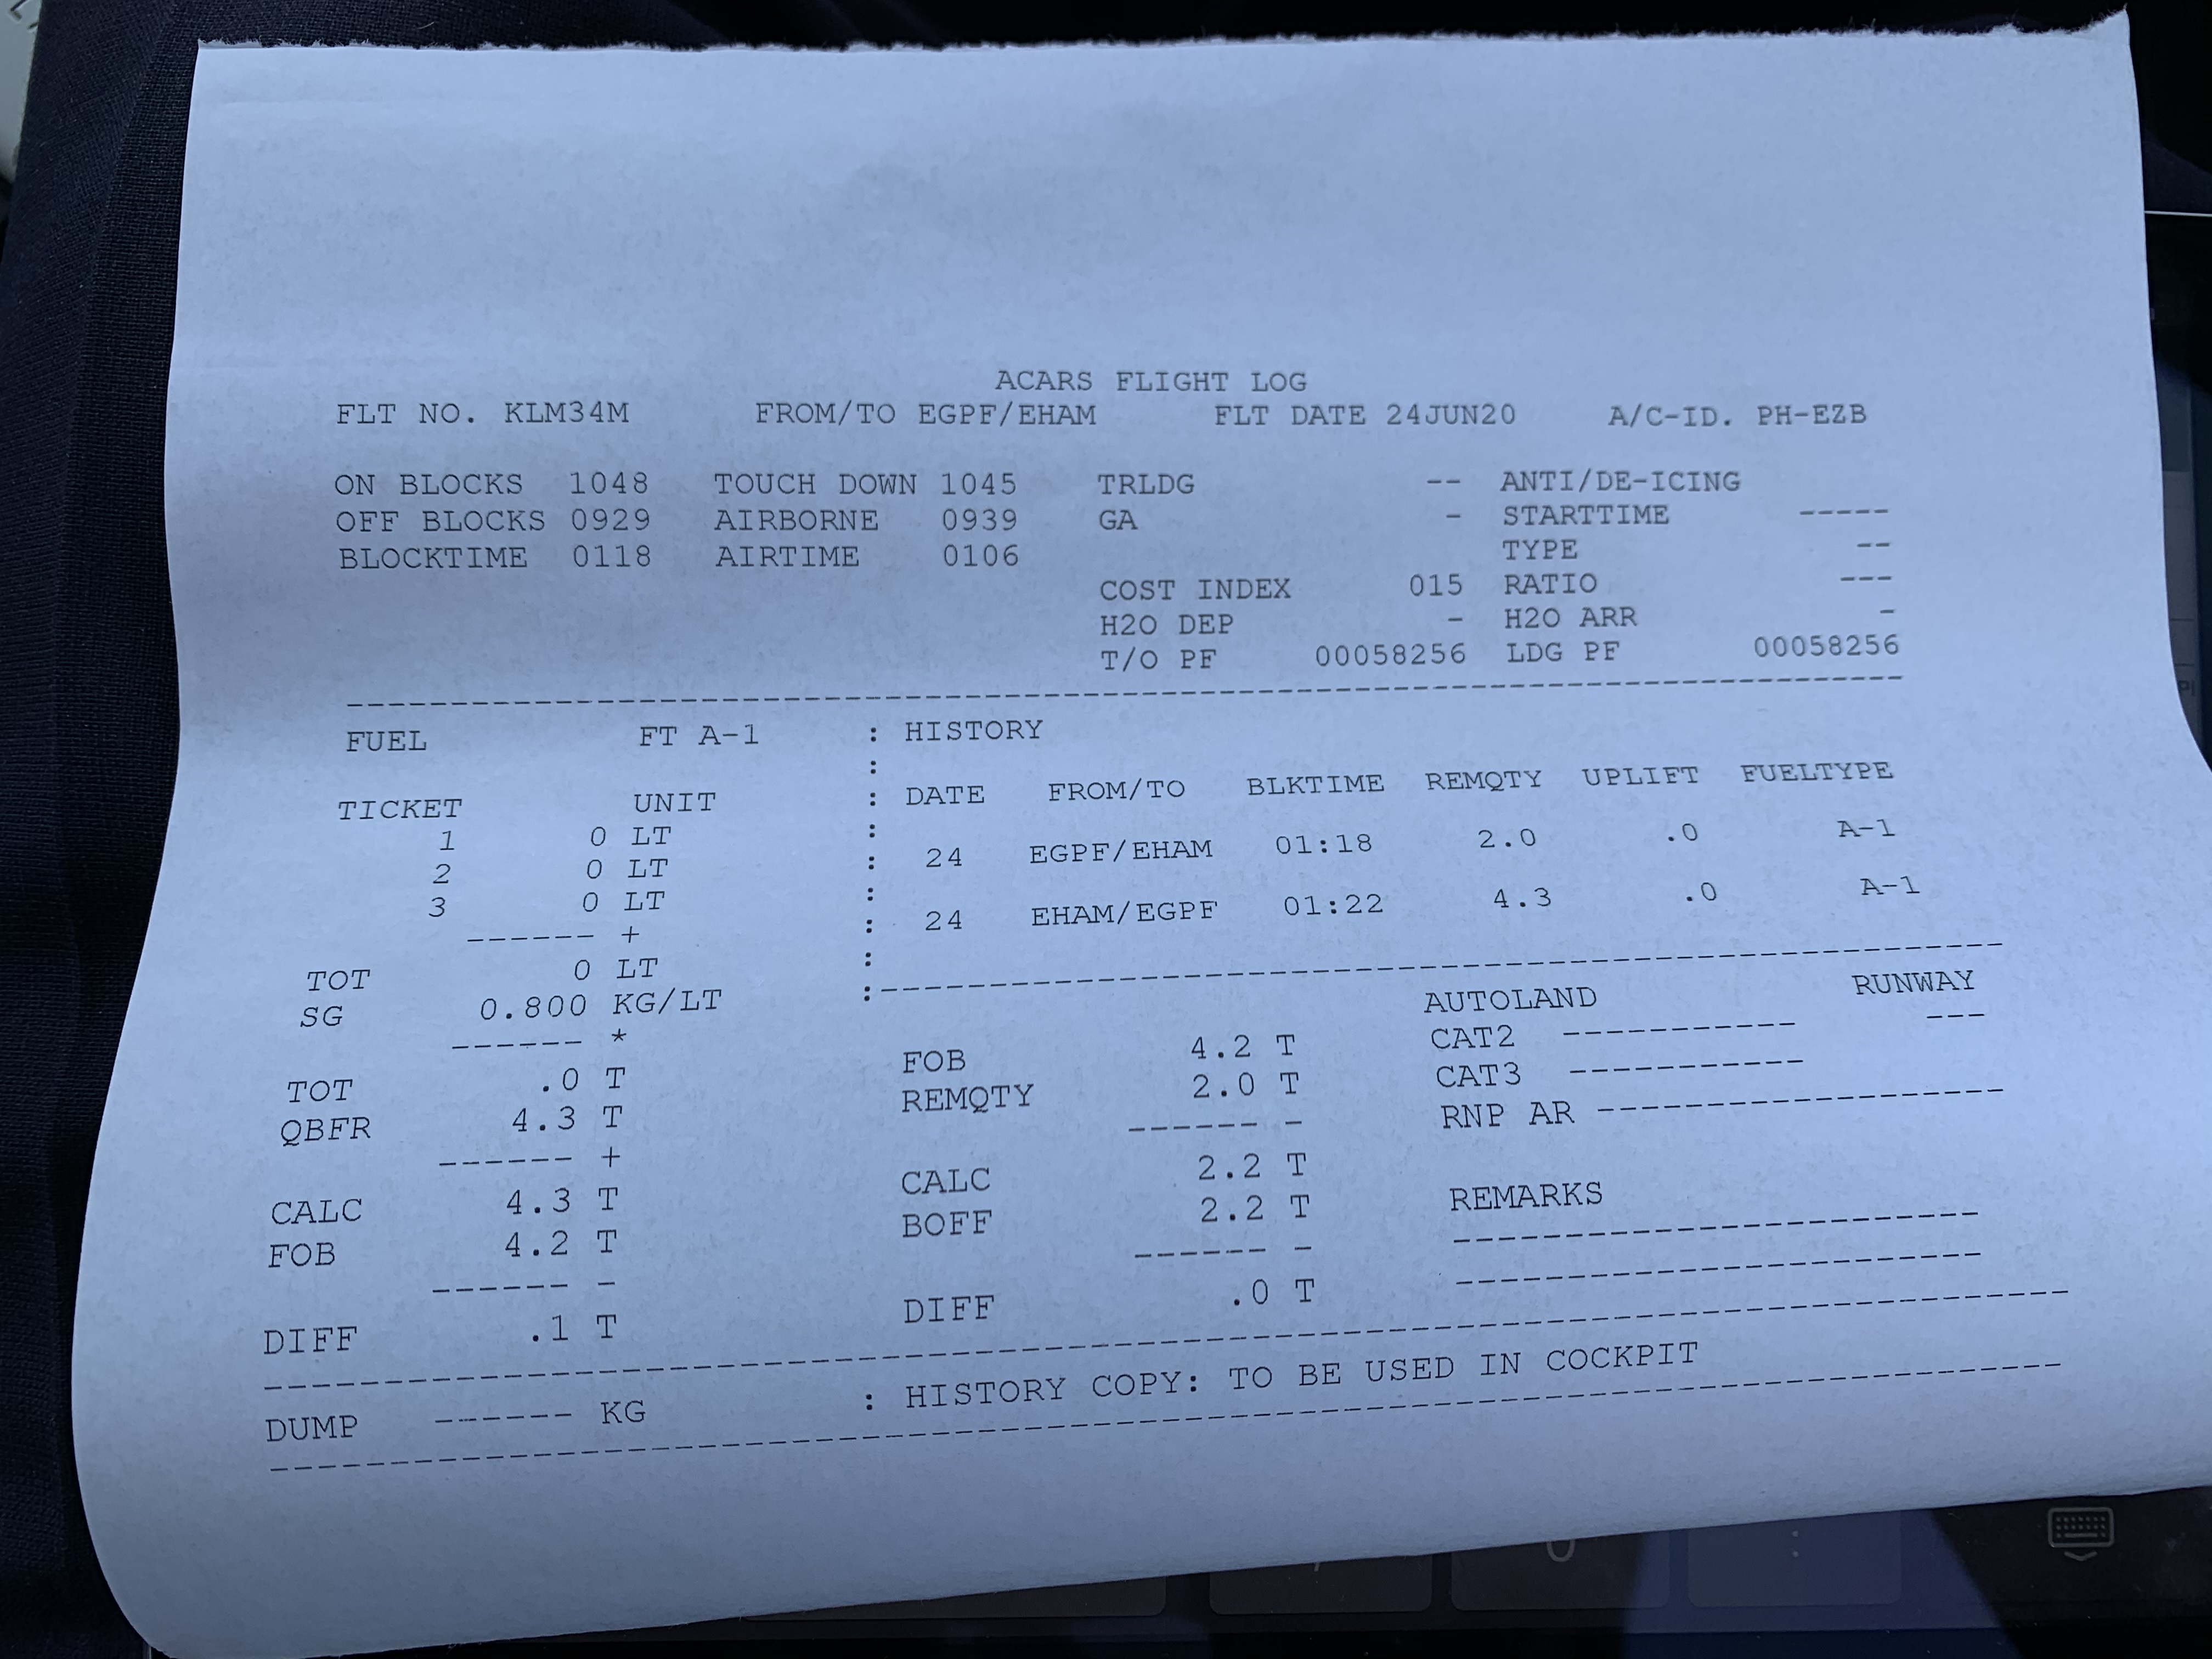 ACARS FLIGHT LOG
FLT NO. KLM34M FROM/TO EGPF/EHAM FLT DATE 24JUN20 A/C-ID. PH-EZB
ON BLOCKS 1048 TOUCH DOWN 1045 TRLDG -- ANTI/DE-ICING
OFF BLOCKS 0929 AIRBORNE 0939 GA - STARTTIME -----
BLOCKTIME 0118 AIRTIME 0106 TYPE --
COST INDEX 015 RATIO ---
H2O DEP - H2O ARR -
T/O PF 00058256 LDG PF 00058256
FUEL FT A-1 : HISTORY
:
TICKET UNIT : DATE FROM/TO BLKTIME REMQTY UPLIFT FUELTYPE
1 0 LT :
2 0 LT : 24 EGPF/EHAM 01:18 2.0 .0 A-1
3 0 LT :
------ + : 24 EHAM/EGPF 01:22 4.3 .0 A-1
TOT 0 LT :
SG 0.800 KG/LT :
------ * AUTOLAND RUNWAY
TOT .0 T FOB 4.2 T CAT2 ----------- ---
QBFR 4.3 T REMQTY 2.0 T CAT3 -----------
------ + ------ - RNP AR -------------------
CALC 4.3 T CALC 2.2 T
FOB 4.2 T BOFF 2.2 T REMARKS
------ - ------ -
DIFF .1 T DIFF .0 T
DUMP ------ KG : HISTORY COPY: TO BE USED IN COCKPIT